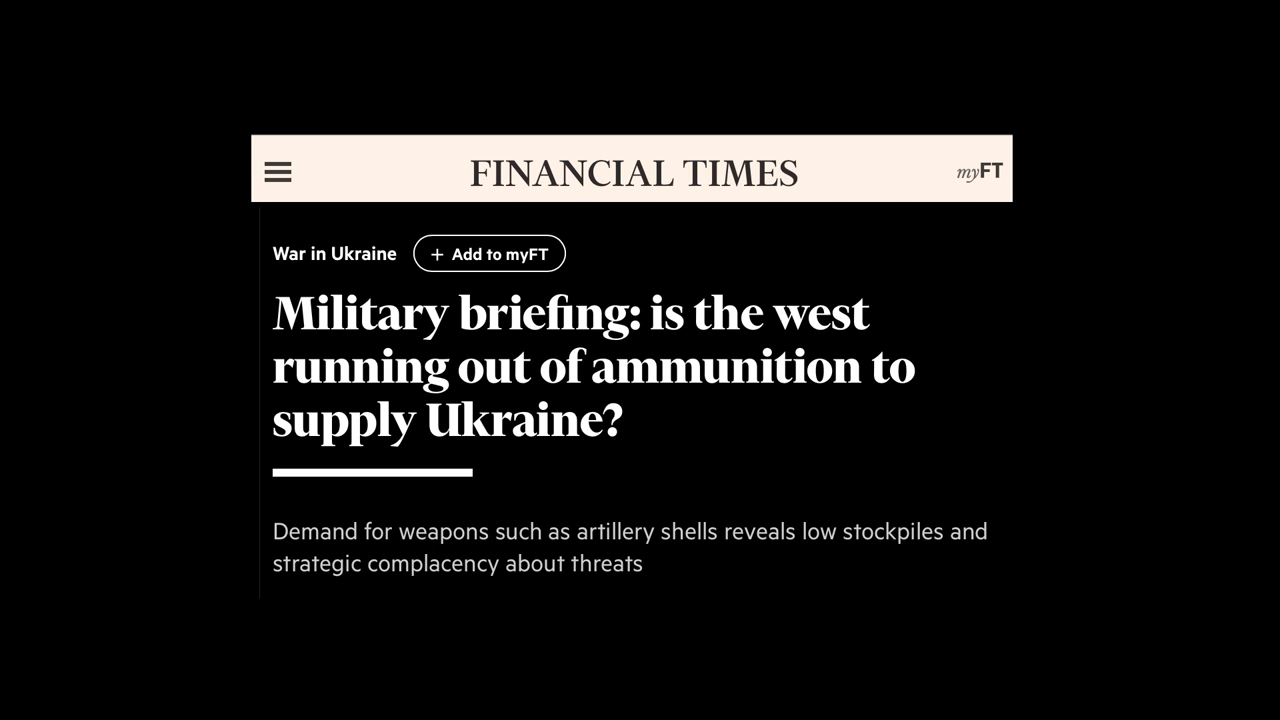 FINANCIAL TIMES
myFT
War in Ukraine
+ Add to myFT
Military briefing: is the west
running out of ammunition to
supply Ukraine?
Demand for weapons such as artillery shells reveals low stockpiles and
strategic complacency about threats